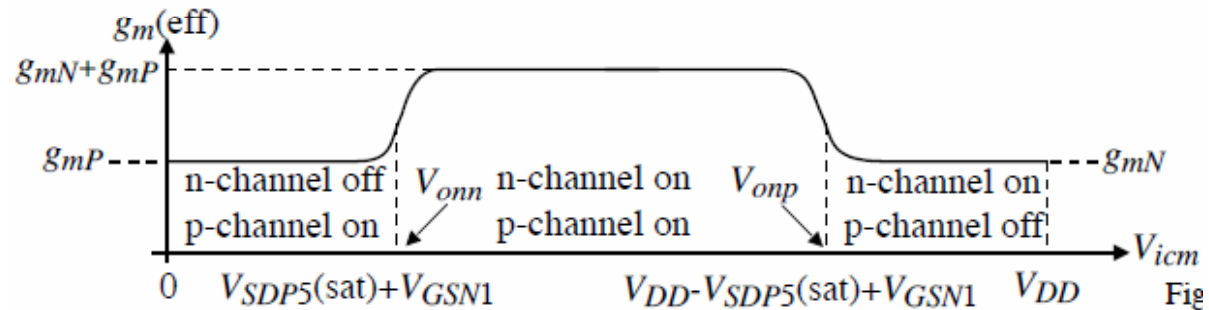 gm(eff)
gmN+gmP
gmP
gmN
n-channel off
p-channel on
Vonn
n-channel on
p-channel on
Vonp
n-channel on
p-channel off
Vicm
0
VSDP5(sat)+VGSN1
VDD-VSDP5(sat)+VGSN1
VDD
Fig